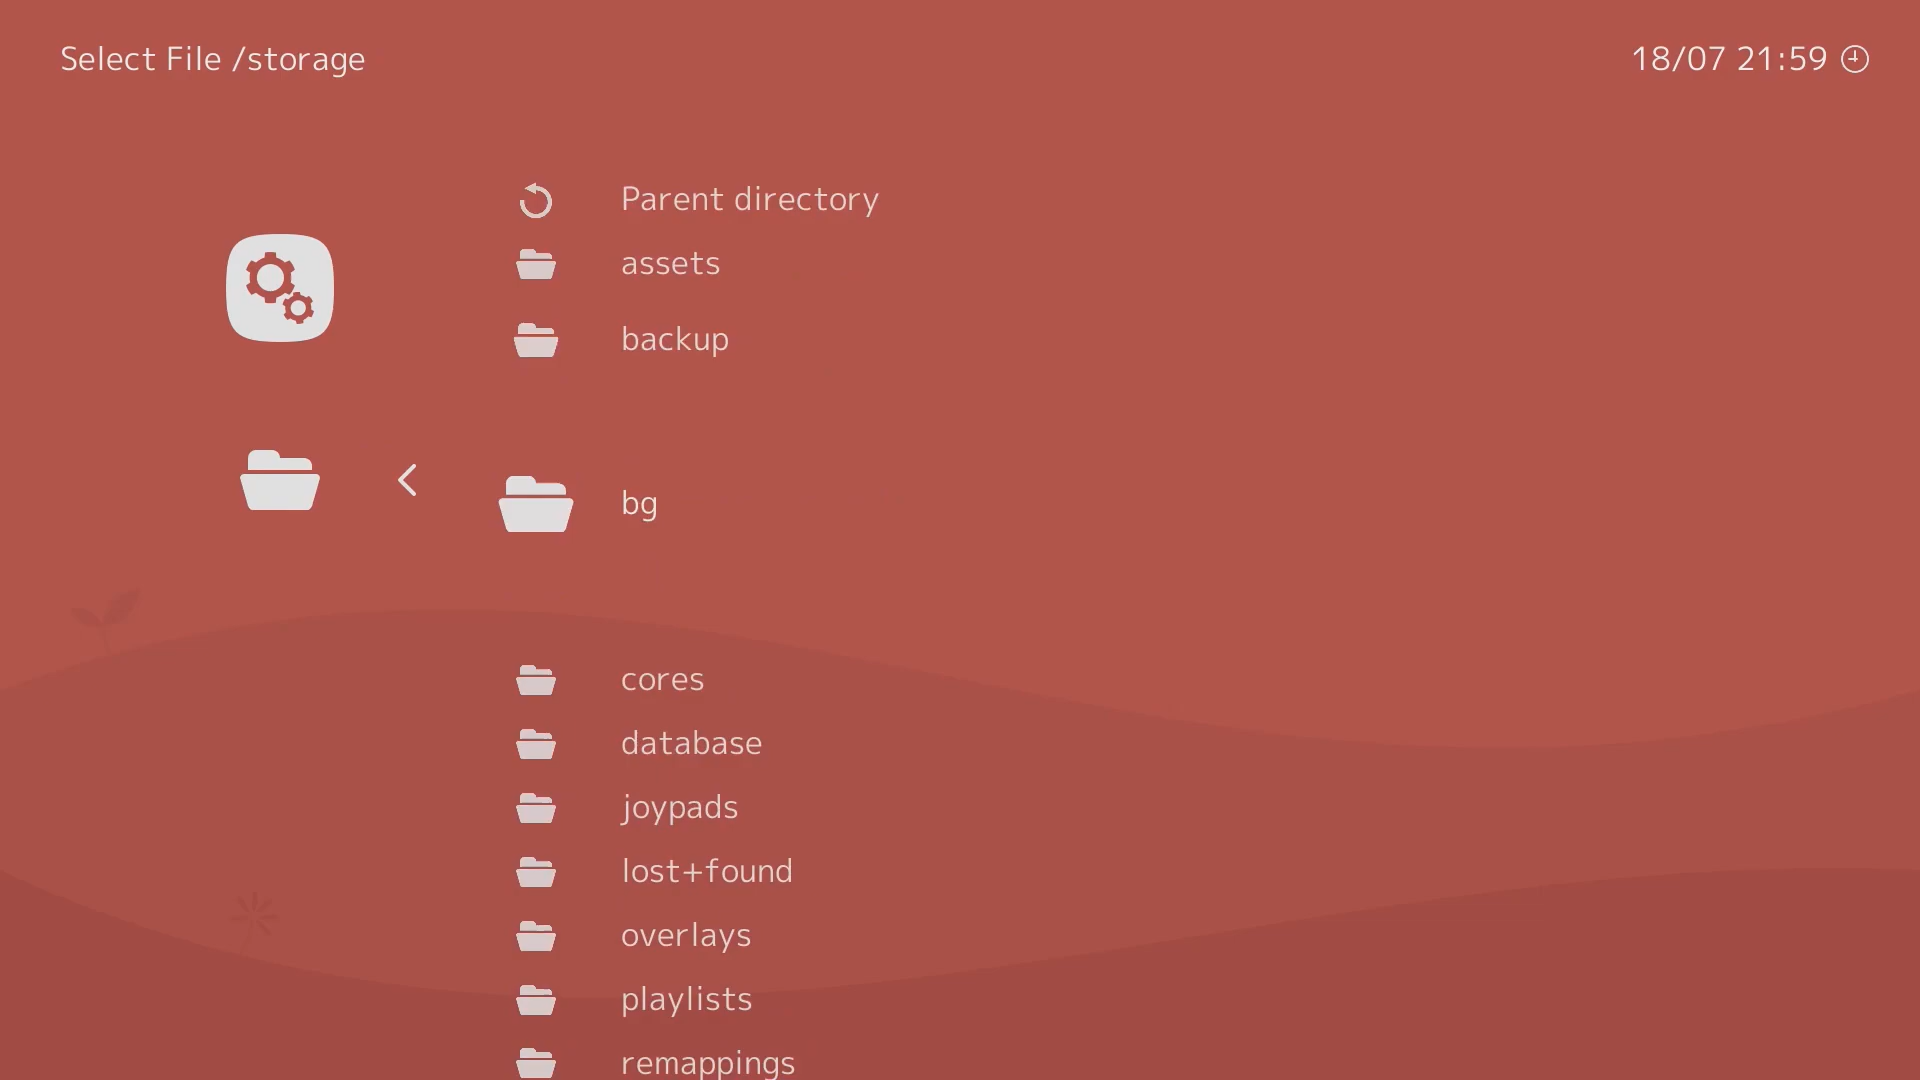 Select File /storage
18/07 21:59
Parent directory
assets
backup
bg
cores
database
joypads
lost+found
overlays
playlists
remappings